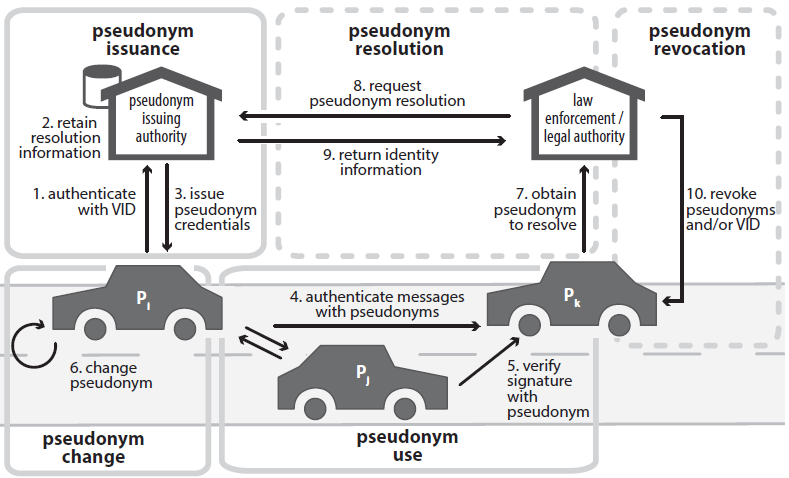 pseudonym
issuance
pseudonym
resolution
pseudonym
revocation
pseudonym
issuing
authority
2. retain
resolution
information
8. request
pseudonym resolution
law
enforcement /
legal authority
9. return identity
information
1. authenticate
with VID
3. issue
pseudonym
credentials
7. obtain
pseudonym
to resolve
10. revoke
pseudonyms
and/or VID
Pi
4. authenticate messages
with pseudonyms
Pk
6. change
pseudonym
PJ
5. verify
signature
with
pseudonym
pseudonym
change
pseudonym
use